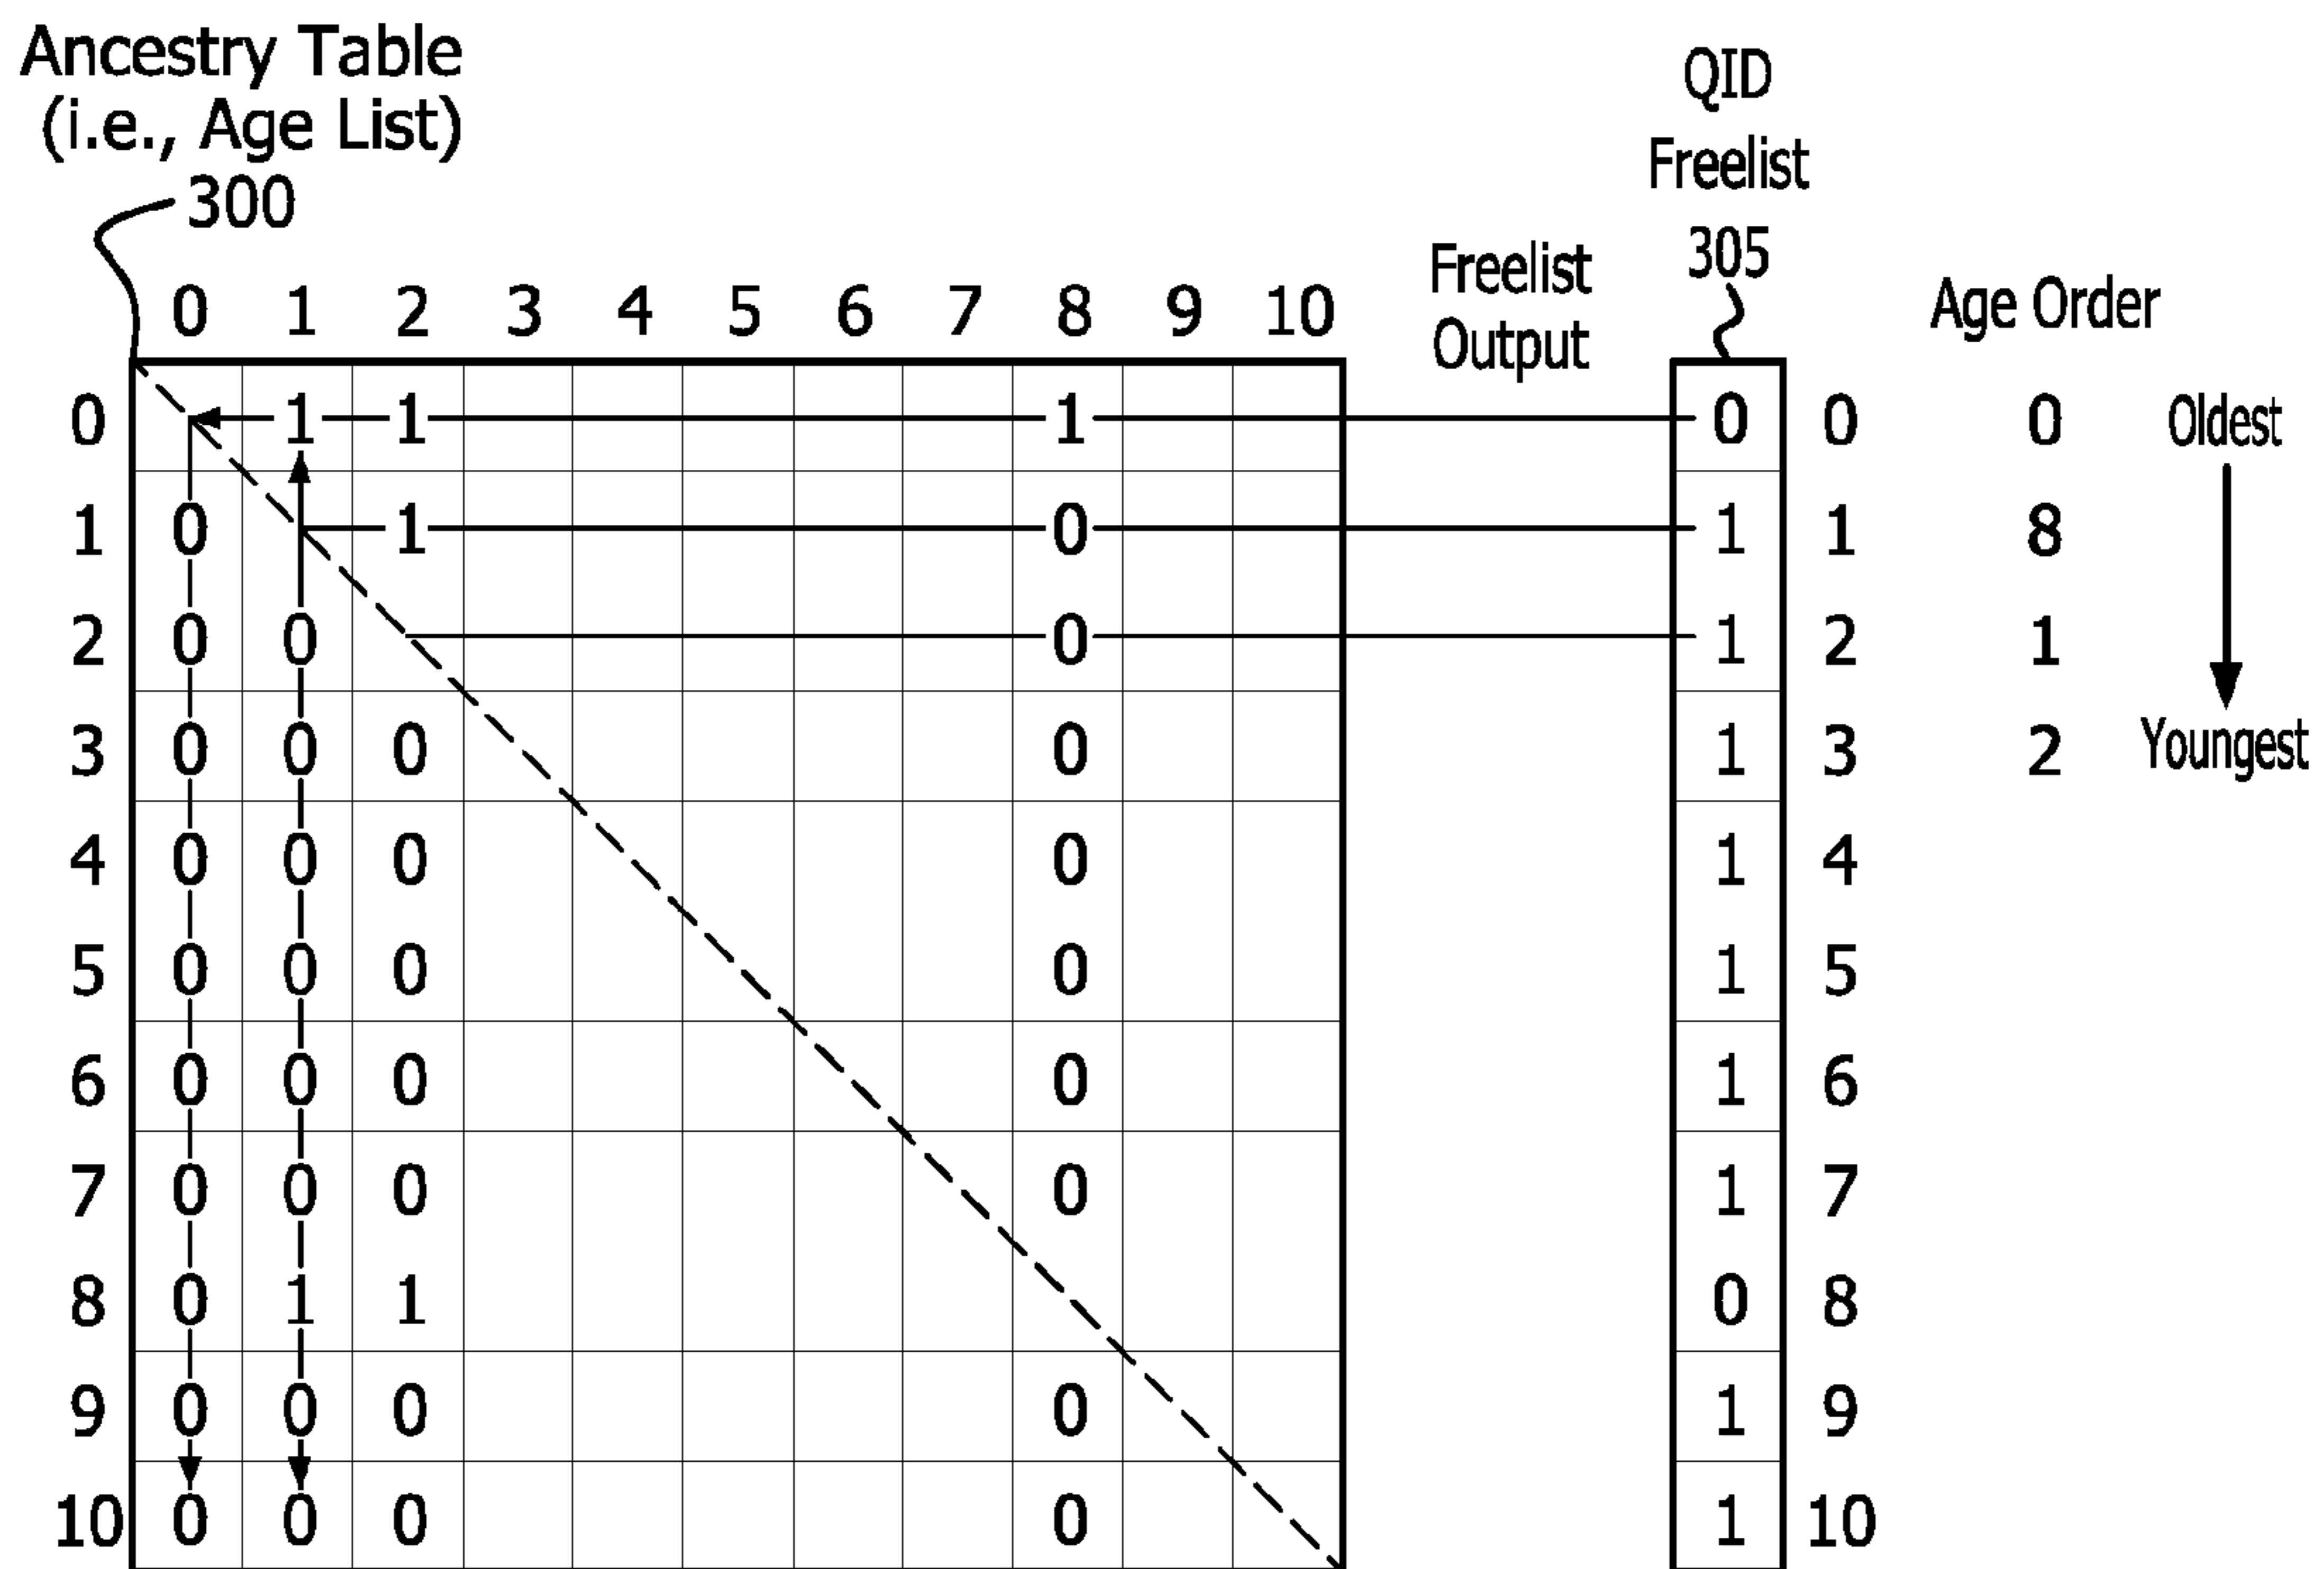 Ancestry Table
(i.e., Age List)
300
QID
Freelist
305
Freelist
Output
Age Order
0 1 2 3 4 5 6 7 8 9 10
0 1 1 1 0 0 0 Oldest
1 0 1 0 1 1 8
2 0 0 0 1 2 1
3 0 0 0 0 1 3 2 Youngest
4 0 0 0 0 1 4
5 0 0 0 0 1 5
6 0 0 0 0 1 6
7 0 0 0 0 1 7
8 0 1 1 0 8
9 0 0 0 0 1 9
10 0 0 0 0 1 10